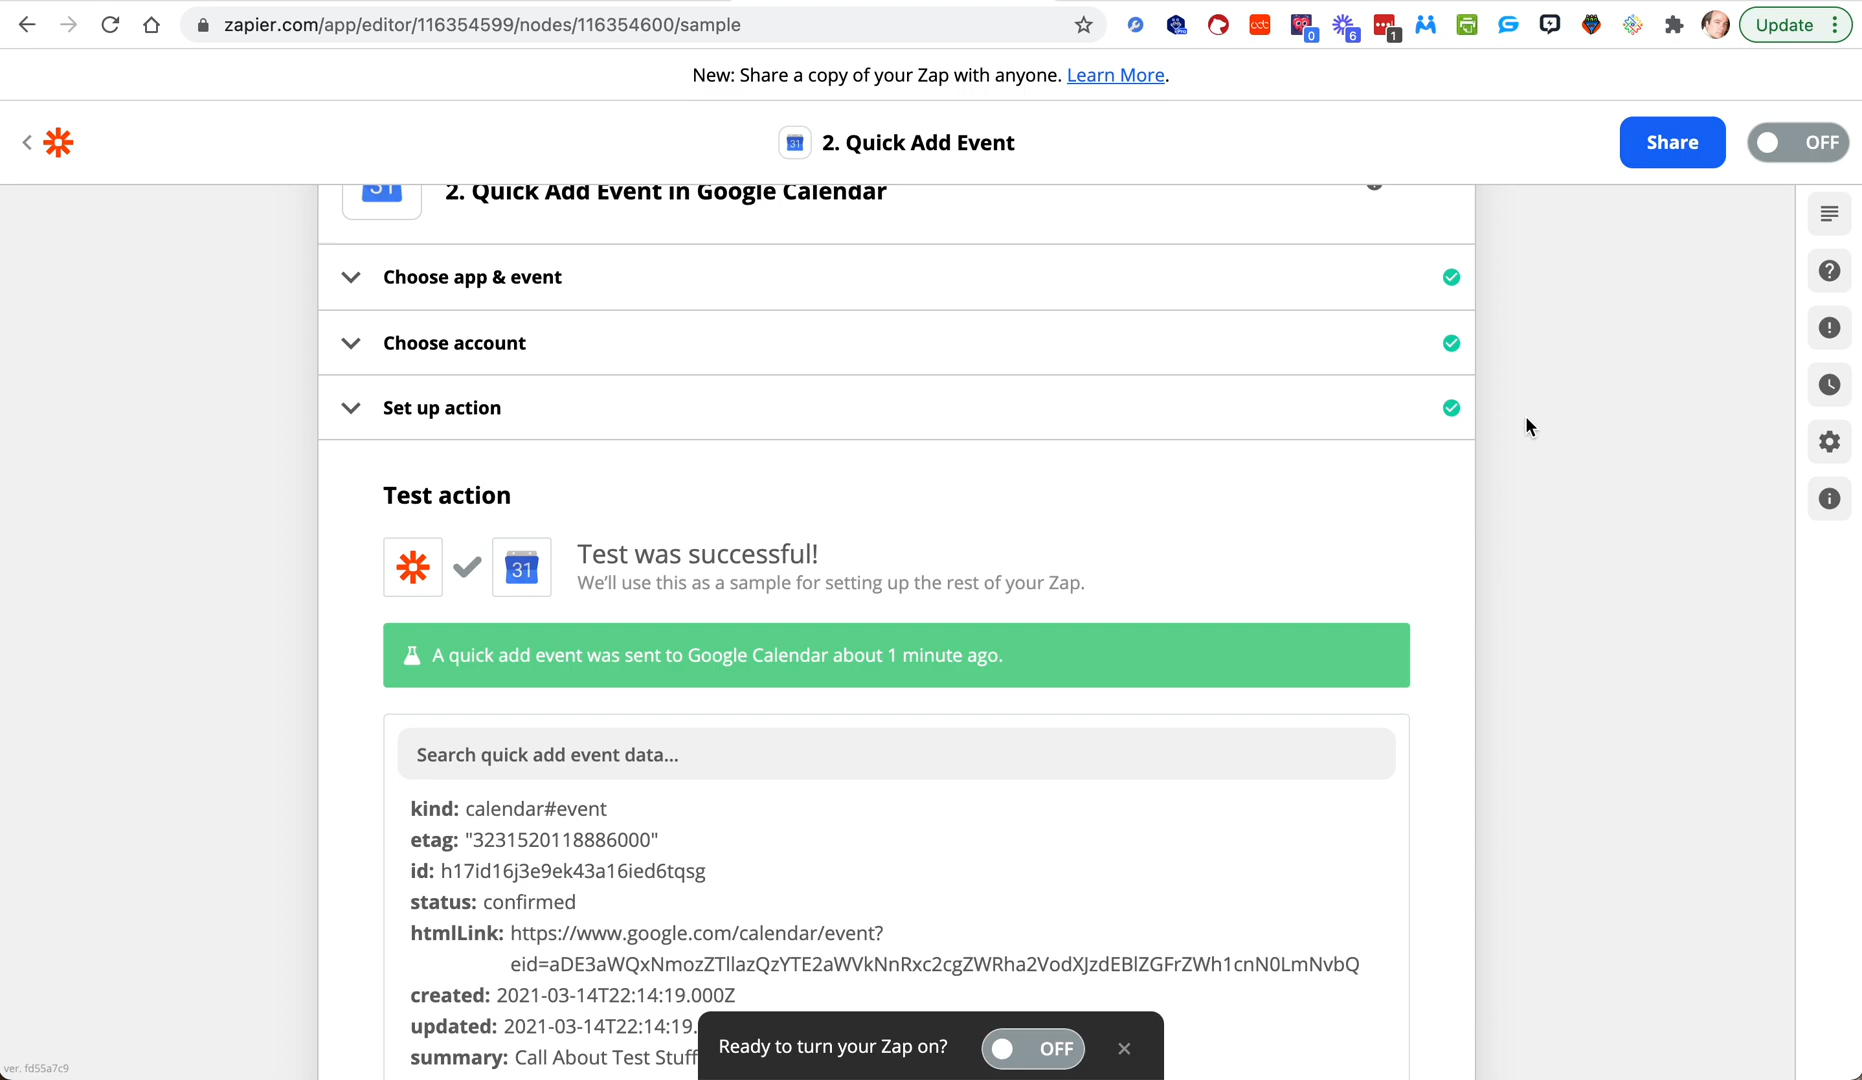 zapier.com/app/editor/116354599/nodes/116354600/sample
0
6
1
Update
New: Share a copy of your Zap with anyone. Learn More.
31
2. Quick Add Event
Share
OFF
31
2. Quick Add Event in Google Calendar
Choose app & event
Choose account
Set up action
Test action
31
Test was successful!
We'll use this as a sample for setting up the rest of your Zap.
A quick add event was sent to Google Calendar about 1 minute ago.
Search quick add event data...
kind: calendar#event
etag: "3231520118886000"
id: h17id16j3e9ek43a16ied6tqsg
status: confirmed
htmlLink: https://www.google.com/calendar/event?
eid=aDE3aWQxNmozZTllazQzYTE2aWVkNnRxc2cgZWRha2VodXJzdEBlZGFrZWh1cnN0LmNvbQ
created: 2021-03-14T22:14:19.000Z
updated: 2021-03-14T22:14:19.
summary: Call About Test Stuff
Ready to turn your Zap on?
OFF
ver. fd55a7c9